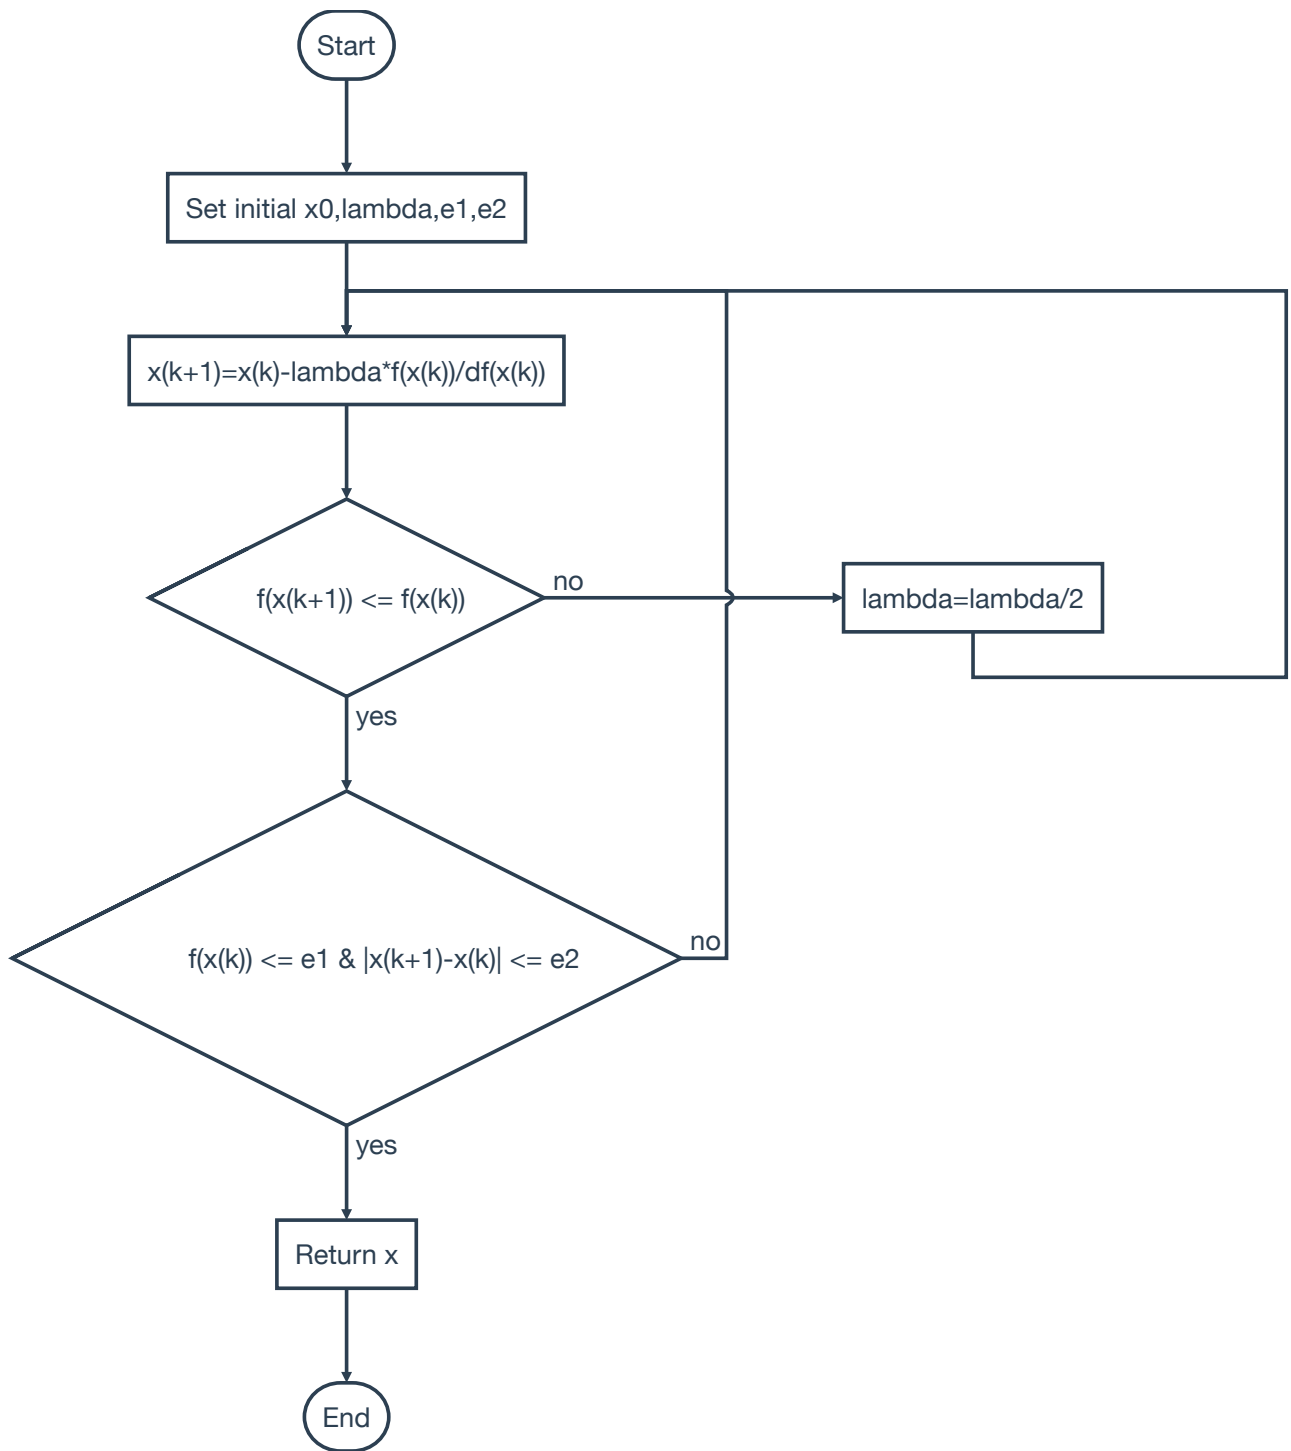 Start
Set initial x0,lambda,e1,e2
x(k+1)=x(k)-lambda*f(x(k))/df(x(k))
f(x(k+1)) <= f(x(k))
no
lambda=lambda/2
yes
f(x(k)) <= e1 & |x(k+1)-x(k)| <= e2
no
yes
Return x
End